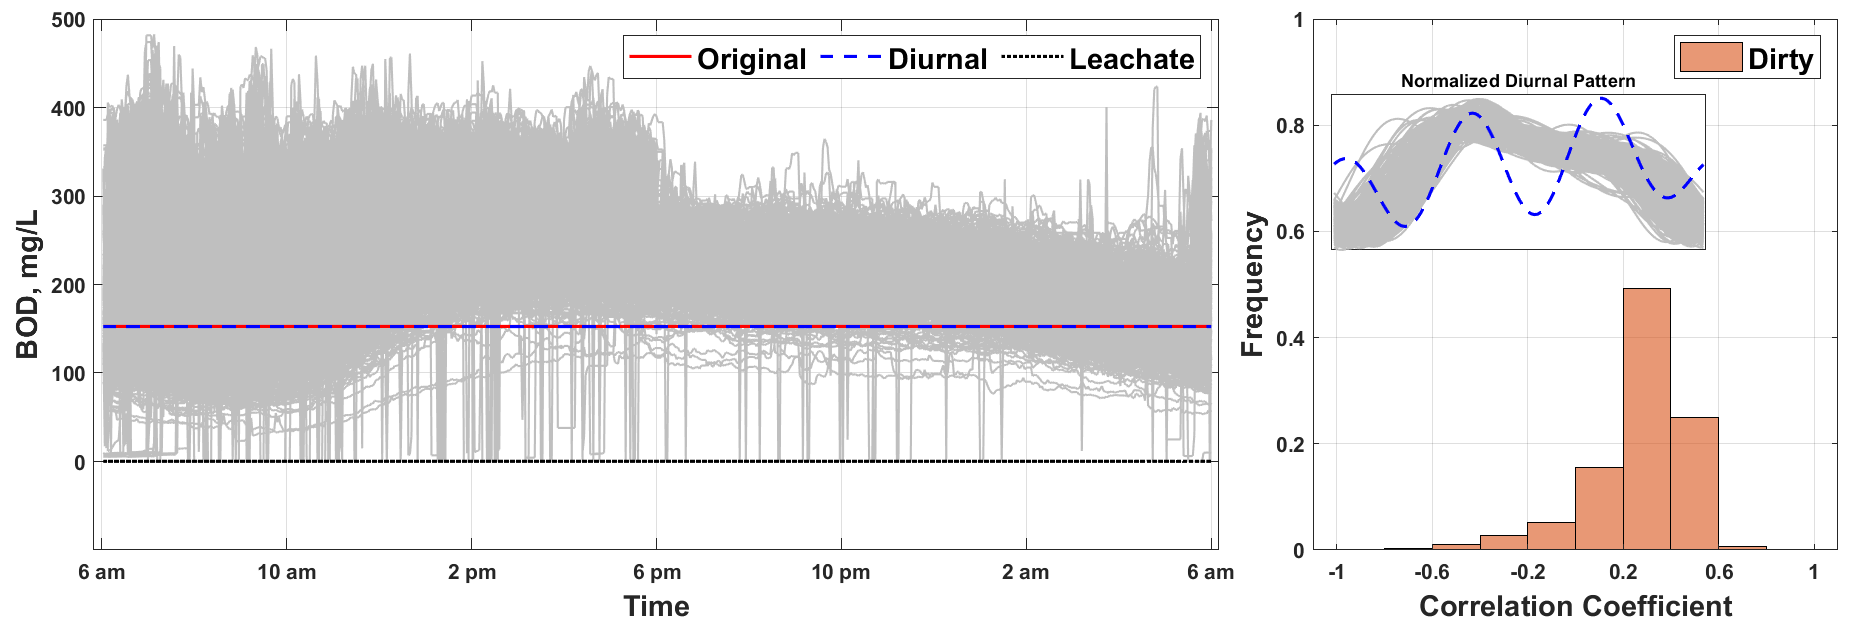 500
400
300
200
100
0
BOD, mg/L
6 am
10 am
2 pm
6 pm
10 pm
2 am
6 am
Time
Original
Diurnal
Leachate
1
0.8
0.6
0.4
0.2
0
Frequency
Dirty
Normalized Diurnal Pattern
-1
-0.6
-0.2
0.2
0.6
1
Correlation Coefficient